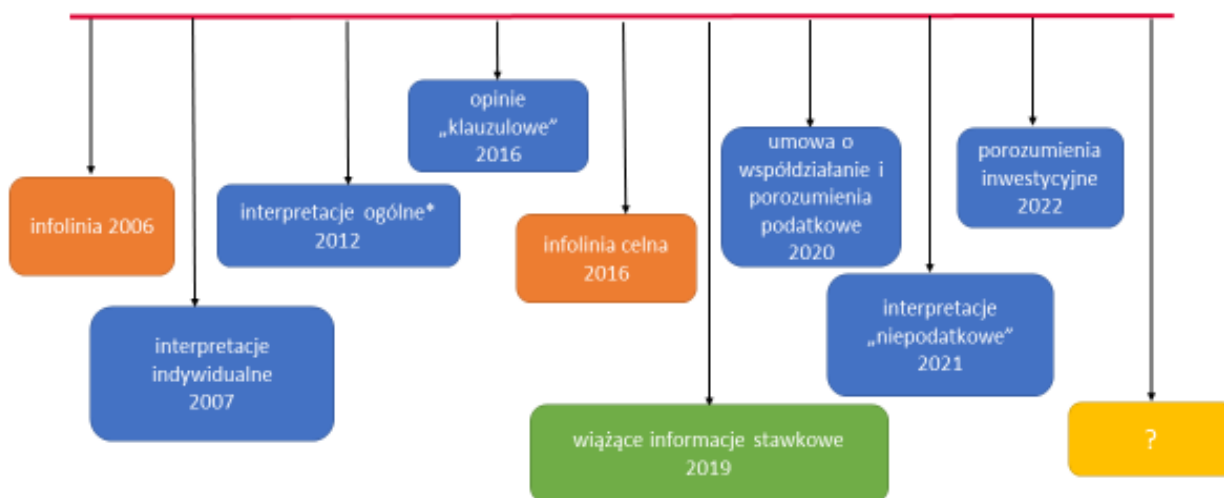 infolinia 2006
interpretacje
indywidualne
2007
interpretacje ogólne*
2012
opinie
„klauzulowe”
2016
infolinia celna
2016
wiążące informacje stawkowe
2019
umowa o
współdziałanie i
porozumienia
podatkowe
2020
interpretacje
„niepodatkowe”
2021
porozumienia
inwestycyjne
2022
?